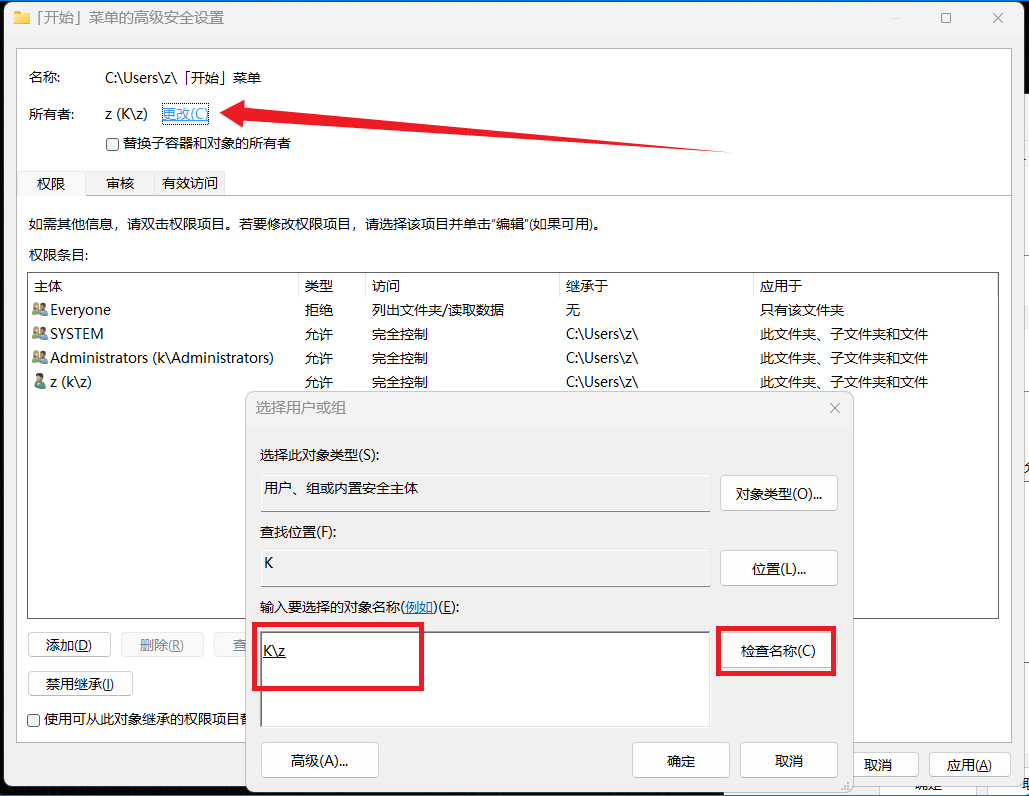 「开始」菜单的高级安全设置
名称: C:\Users\z\「开始」菜单
所有者: z (K\z) 更改(C)
替换子容器和对象的所有者
权限 审核 有效访问
如需其他信息，请双击权限项目。若要修改权限项目，请选择该项目并单击“编辑”(如果可用)。
权限条目:
主体 类型 访问 继承于 应用于
Everyone 拒绝 列出文件夹/读取数据 无 只有该文件夹
SYSTEM 允许 完全控制 C:\Users\z\ 此文件夹、子文件夹和文件
Administrators (k\Administrators) 允许 完全控制 C:\Users\z\ 此文件夹、子文件夹和文件
z (k\z) 允许 完全控制 C:\Users\z\ 此文件夹、子文件夹和文件
选择用户或组
选择此对象类型(S):
用户、组或内置安全主体 对象类型(O)...
查找位置(F):
K 位置(L)...
输入要选择的对象名称(例如)(E):
K\z 检查名称(C)
高级(A)... 确定 取消
添加(D) 删除(R) 查
禁用继承(I)
使用可从此对象继承的权限项目替
取消 应用(A)